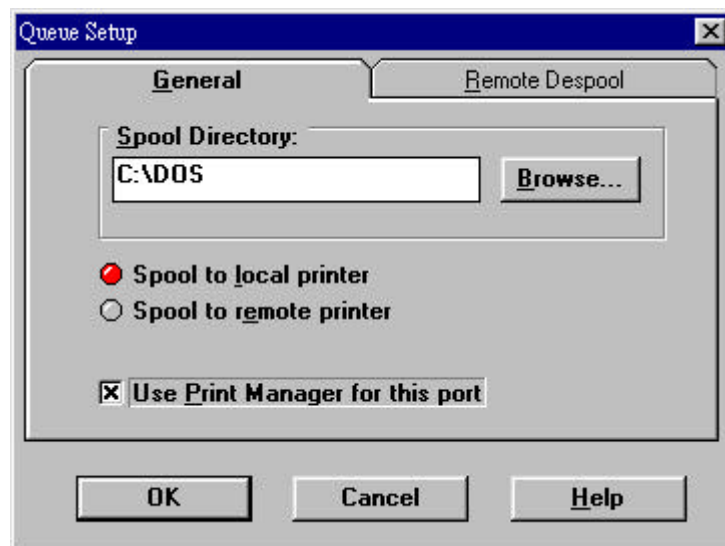 Queue Setup
General
Remote Despool
Spool Directory:
C:\DOS
Browse...
Spool to local printer
Spool to remote printer
Use Print Manager for this port
OK
Cancel
Help